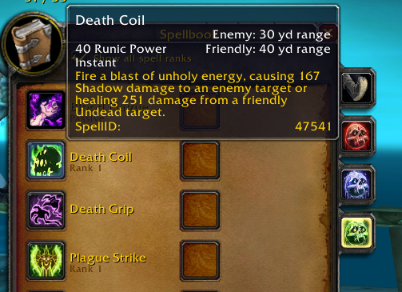 Death Coil
Enemy: 30 yd range
40 Runic Power
Friendly: 40 yd range
Instant
Fire a blast of unholy energy, causing 167
Shadow damage to an enemy target or
healing 251 damage from a friendly
Undead target.
SpellID: 47541
Death Coil
Rank 1
Death Grip
Plague Strike
Rank 1